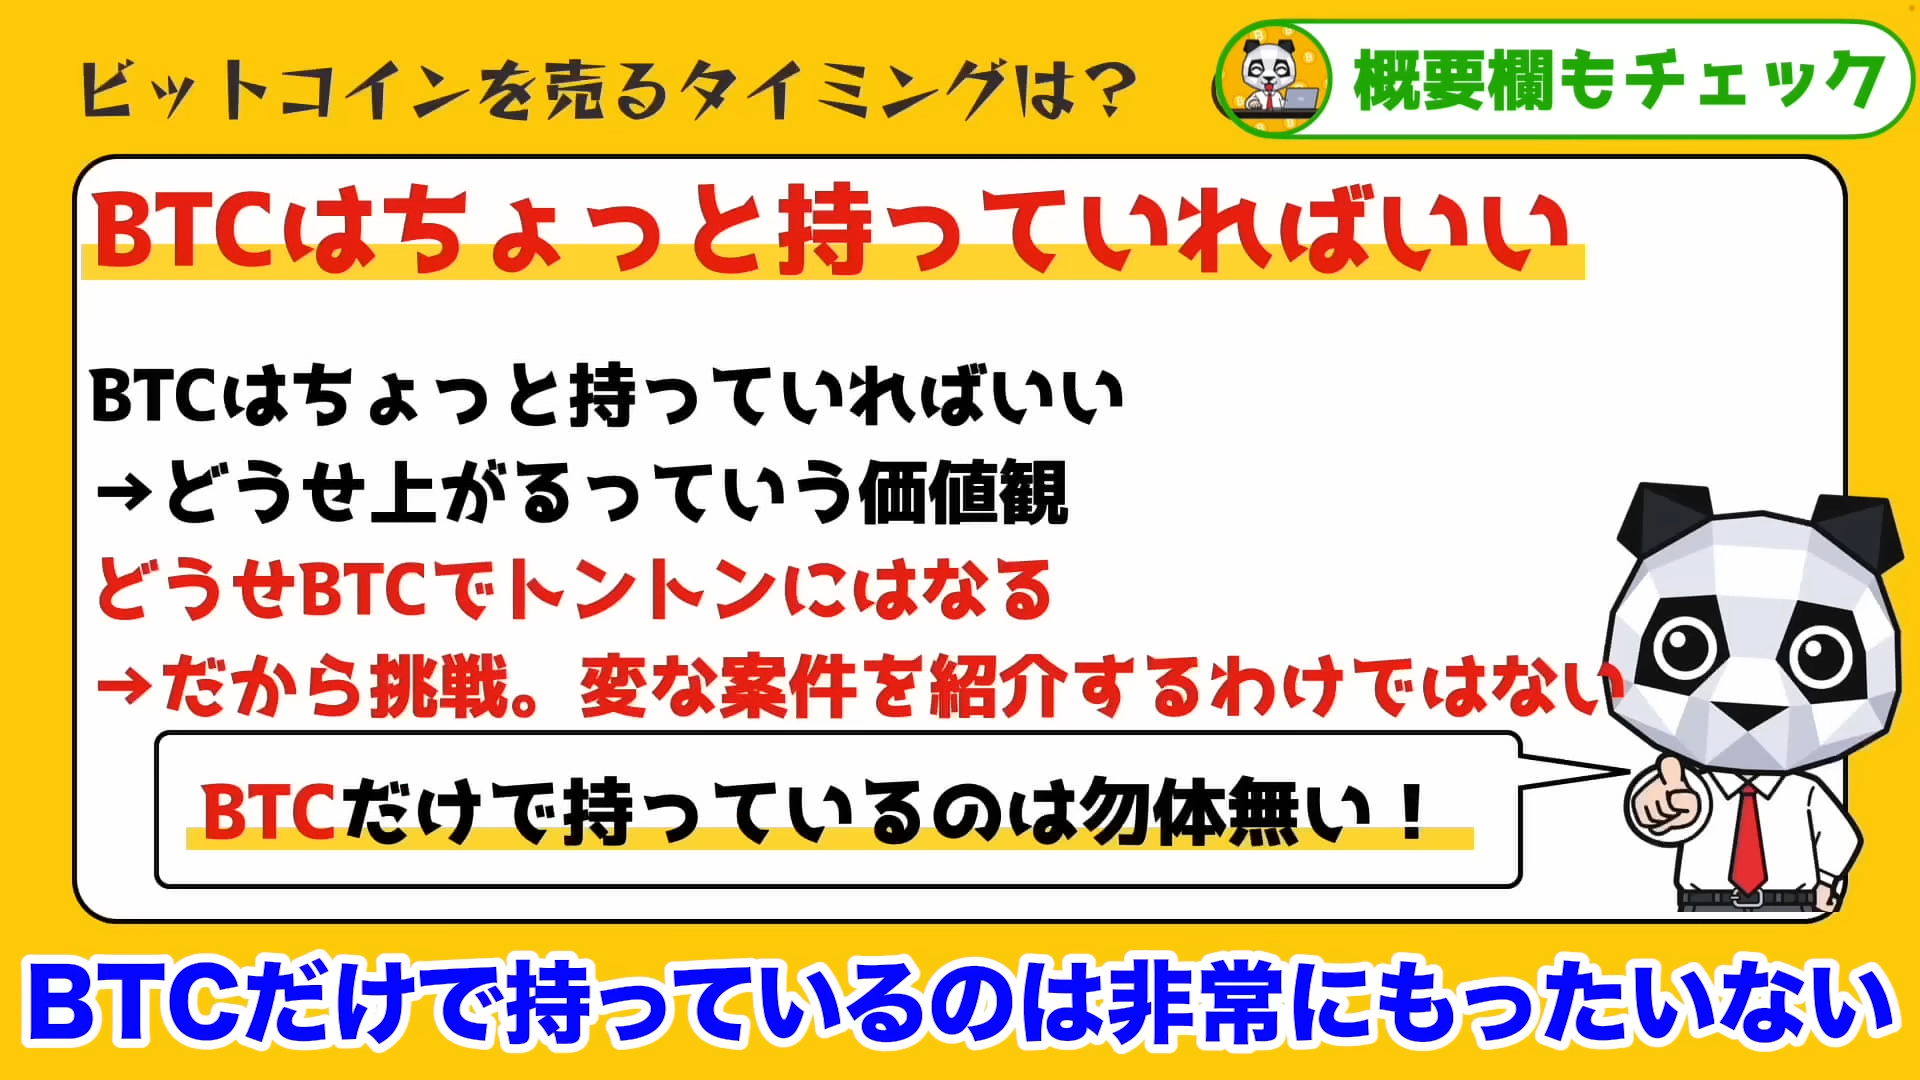 ビットコインを売るタイミングは？
概要欄もチェック
BTCはちょっと持っていればいい
BTCはちょっと持っていればいい
→どうせ上がるっていう価値観
どうせBTCでトントンにはなる
→だから挑戦。変な案件を紹介するわけではない
BTCだけで持っているのは勿体無い！
BTCだけで持っているのは非常にもったいない